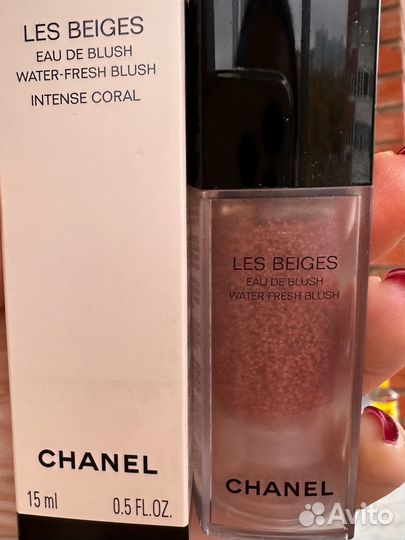 LES BEIGES
EAU DE BLUSH
WATER-FRESH BLUSH
INTENSE CORAL
CHANEL
15 ml 0.5 FL.OZ.
LES BEIGES
EAU DE BLUSH
WATER-FRESH BLUSH
CHANEL
Avito